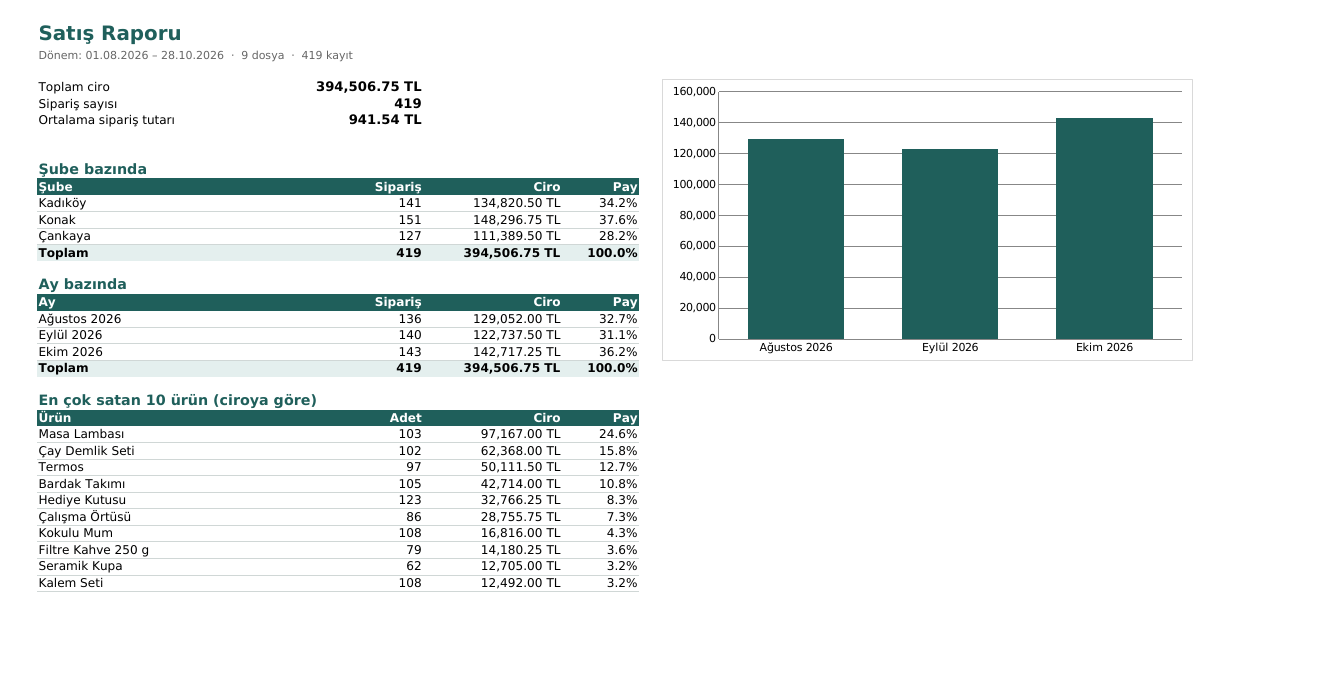 Satış Raporu
Dönem: 01.08.2026 – 28.10.2026 · 9 dosya · 419 kayıt
Toplam ciro 394,506.75 TL
Sipariş sayısı 419
Ortalama sipariş tutarı 941.54 TL
Şube bazında
Şube Sipariş Ciro Pay
Kadıköy 141 134,820.50 TL 34.2%
Konak 151 148,296.75 TL 37.6%
Çankaya 127 111,389.50 TL 28.2%
Toplam 419 394,506.75 TL 100.0%
Ay bazında
Ay Sipariş Ciro Pay
Ağustos 2026 136 129,052.00 TL 32.7%
Eylül 2026 140 122,737.50 TL 31.1%
Ekim 2026 143 142,717.25 TL 36.2%
Toplam 419 394,506.75 TL 100.0%
En çok satan 10 ürün (ciroya göre)
Ürün Adet Ciro Pay
Masa Lambası 103 97,167.00 TL 24.6%
Çay Demlik Seti 102 62,368.00 TL 15.8%
Termos 97 50,111.50 TL 12.7%
Bardak Takımı 105 42,714.00 TL 10.8%
Hediye Kutusu 123 32,766.25 TL 8.3%
Çalışma Örtüsü 86 28,755.75 TL 7.3%
Kokulu Mum 108 16,816.00 TL 4.3%
Filtre Kahve 250 g 79 14,180.25 TL 3.6%
Seramik Kupa 62 12,705.00 TL 3.2%
Kalem Seti 108 12,492.00 TL 3.2%
160,000
140,000
120,000
100,000
80,000
60,000
40,000
20,000
0
Ağustos 2026 Eylül 2026 Ekim 2026